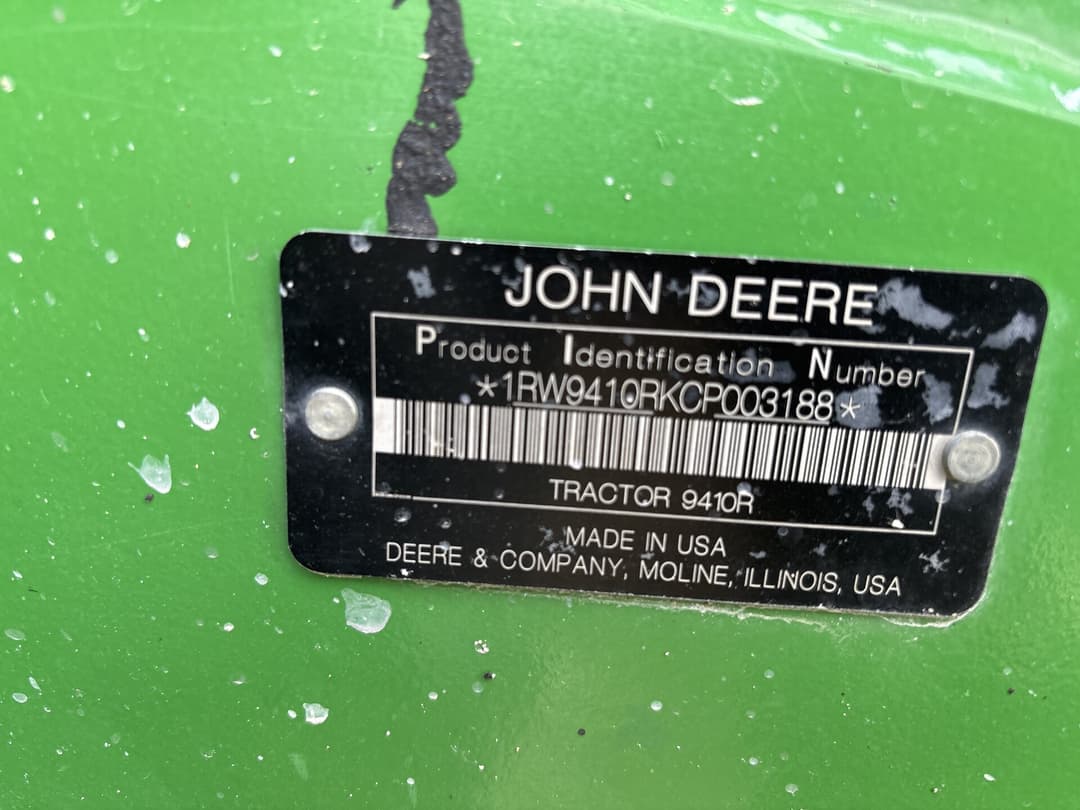 JOHN DEERE
Product Identification Number
*1RW9410RKCP003188*
TRACTOR 9410R
MADE IN USA
DEERE & COMPANY, MOLINE, ILLINOIS, USA